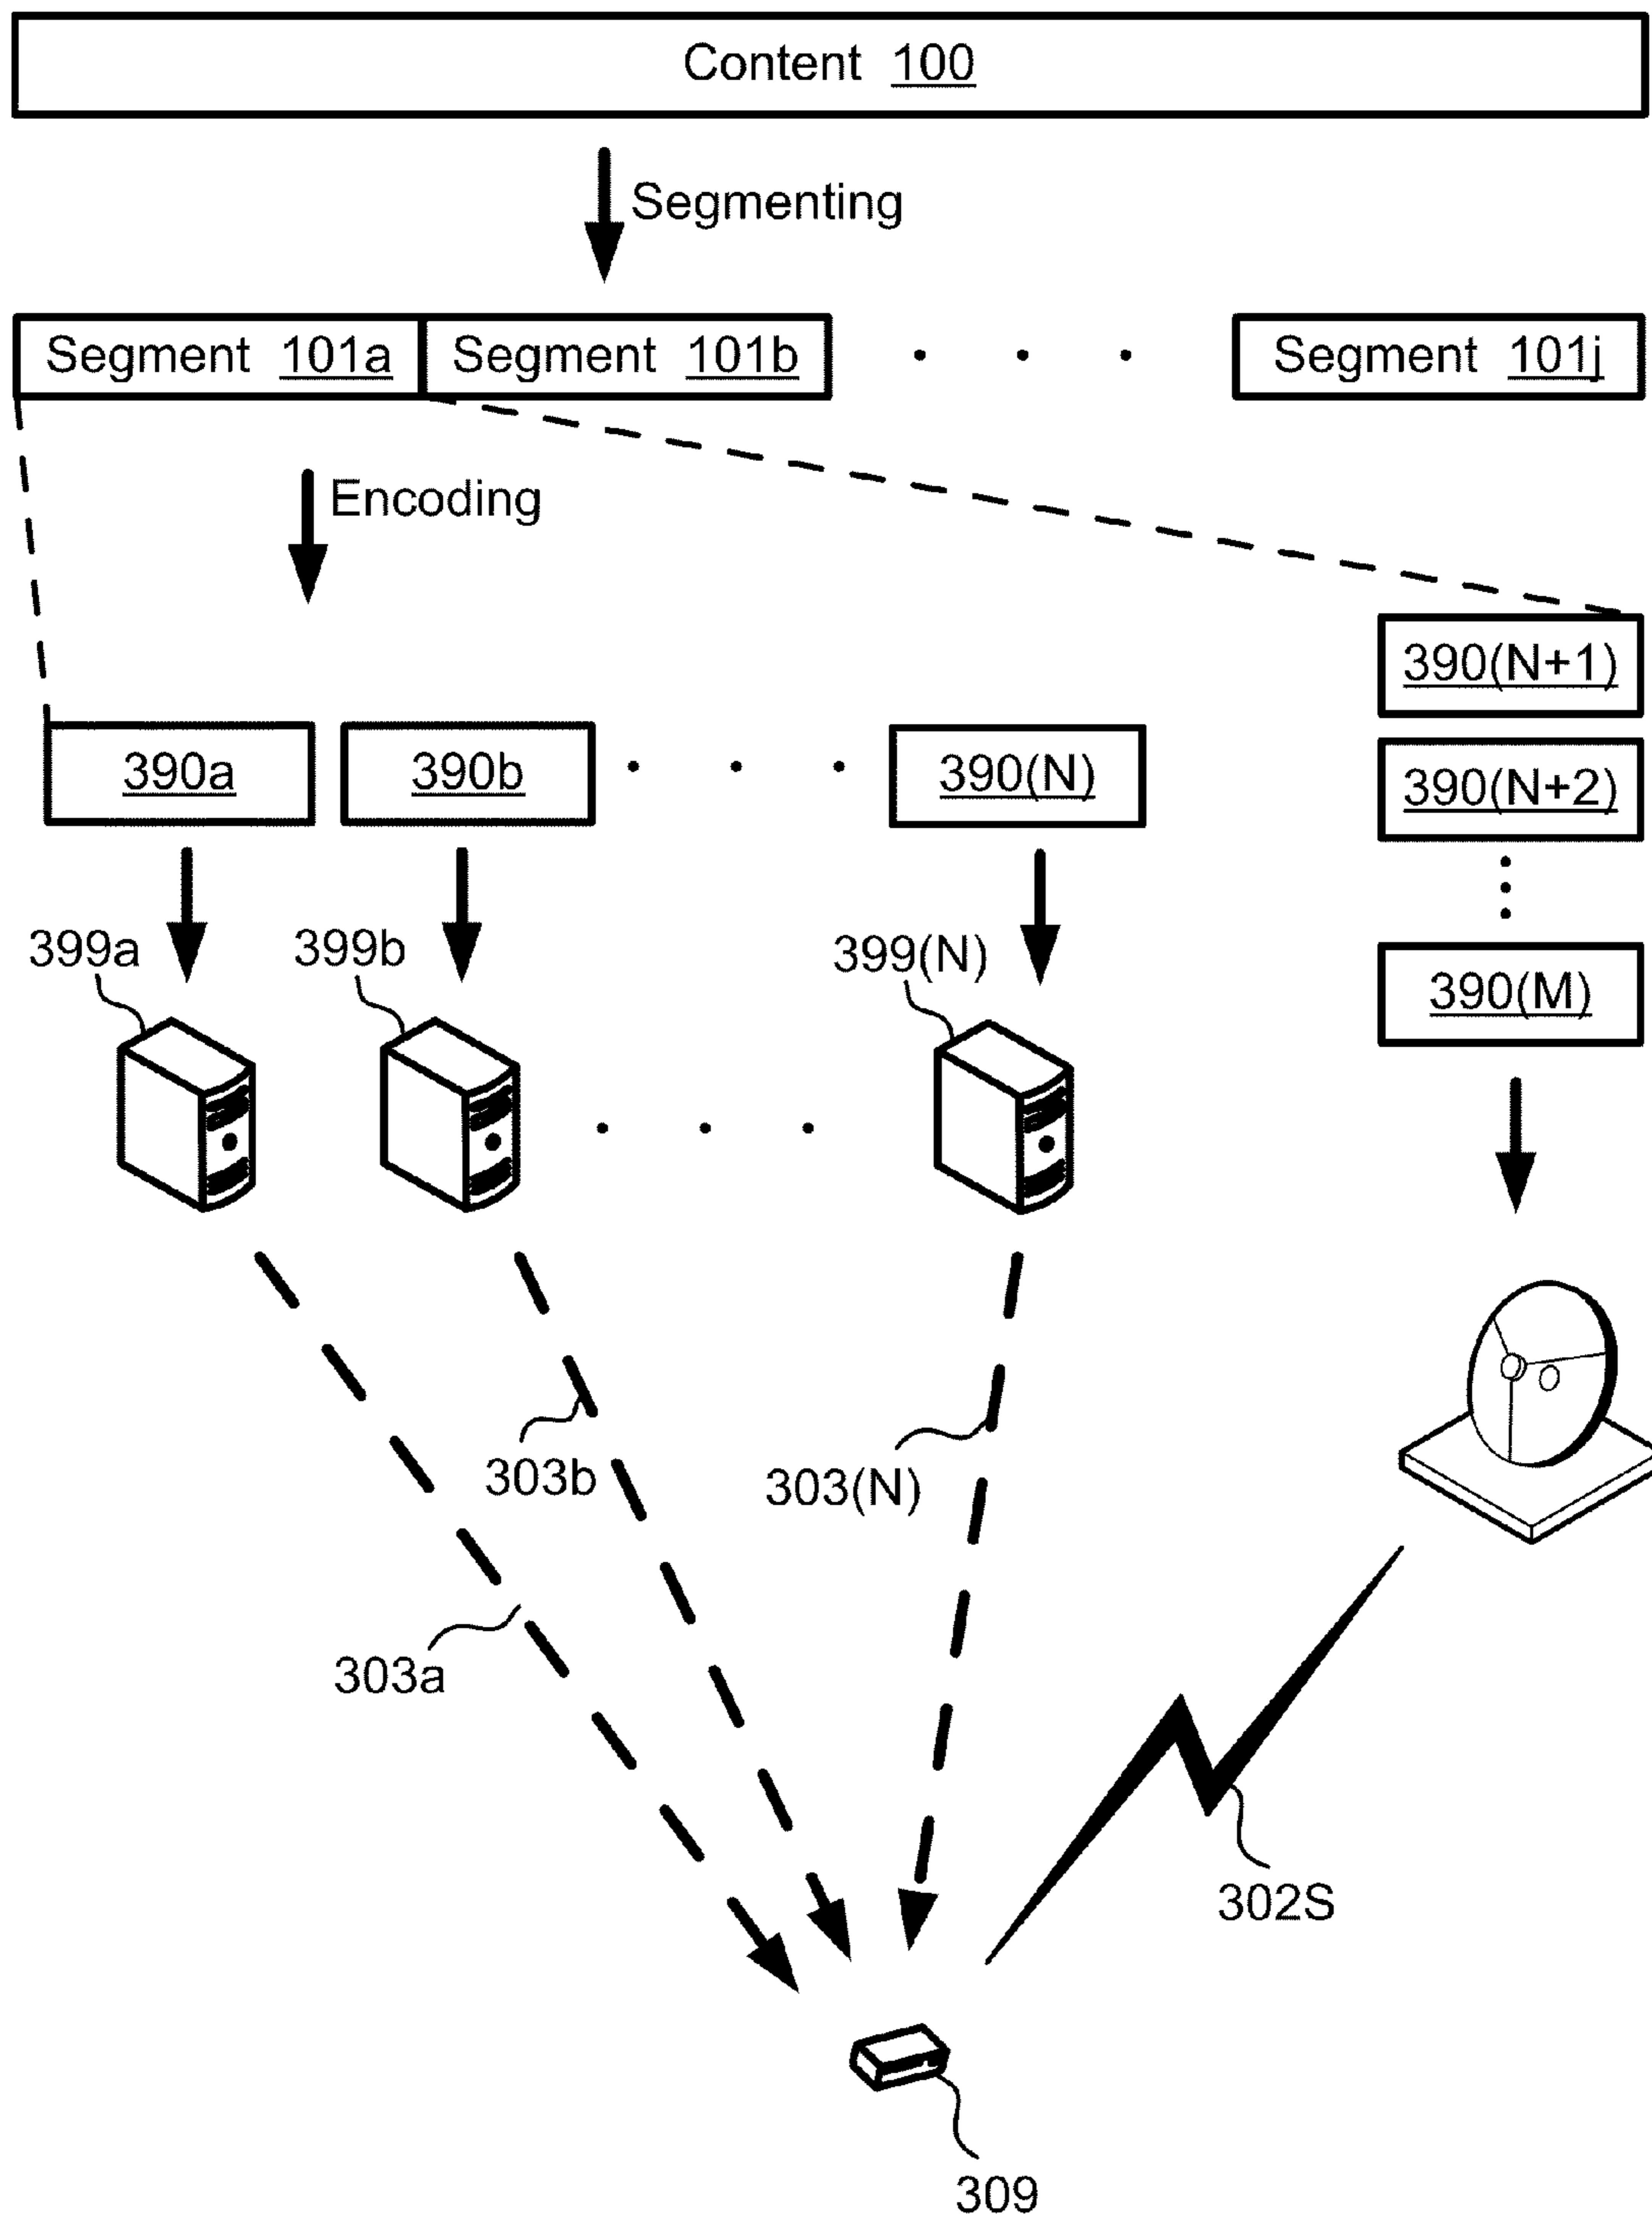 Content 100
Segmenting
Segment 101a
Segment 101b
Segment 101j
Encoding
390(N+1)
390a
390b
390(N)
390(N+2)
399a
399b
399(N)
390(M)
303b
303(N)
303a
302S
309